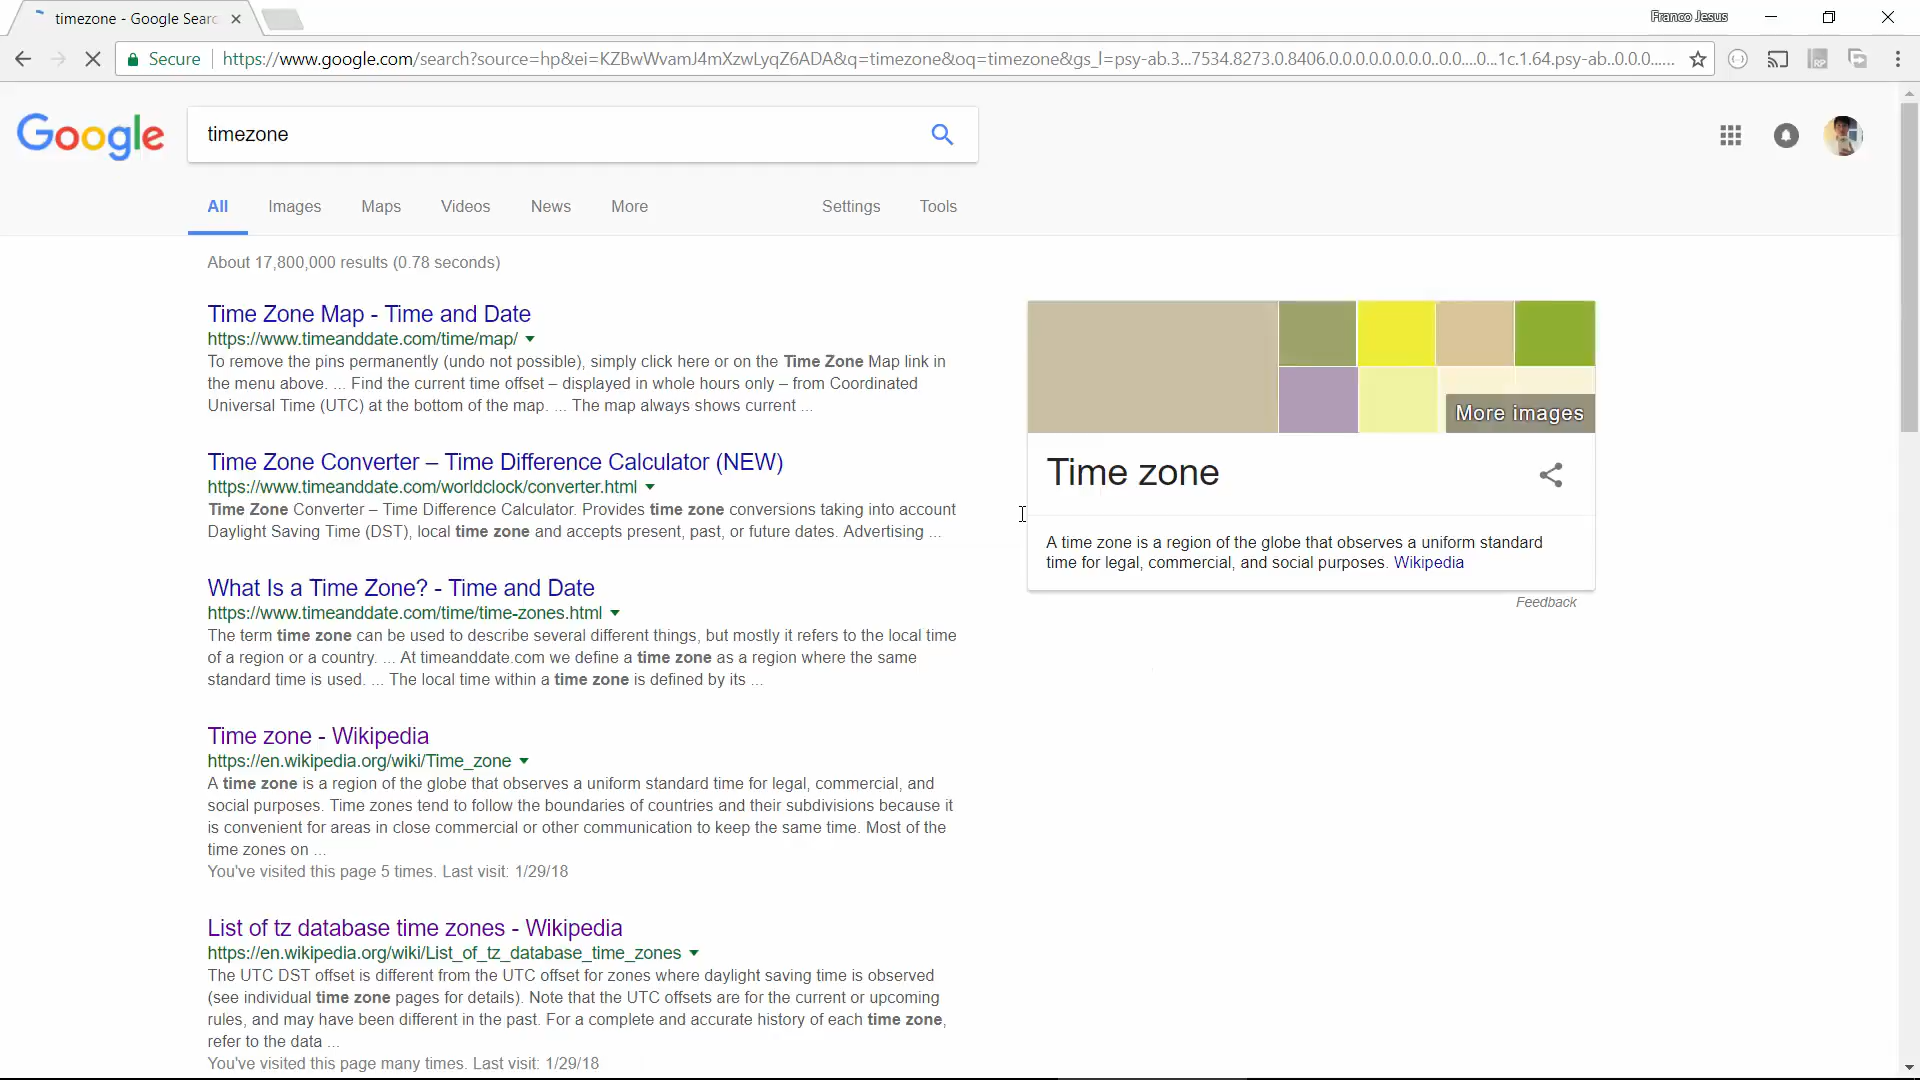 timezone - Google Searc
Franco Jesus
Secure
https://www.google.com/search?source=hp&ei=KZBwWvamJ4mXzwLyqZ6ADA&q=timezone&oq=timezone&gs_l=psy-ab.3...7534.8273.0.8406.0.0.0.0.0.0.0.0..0.0....0...1c.1.64.psy-ab..0.0.0......
Google
timezone
All Images Maps Videos News More Settings Tools
About 17,800,000 results (0.78 seconds)
Time Zone Map - Time and Date
https://www.timeanddate.com/time/map/
To remove the pins permanently (undo not possible), simply click here or on the Time Zone Map link in
the menu above. ... Find the current time offset – displayed in whole hours only – from Coordinated
Universal Time (UTC) at the bottom of the map. ... The map always shows current ...
Time Zone Converter – Time Difference Calculator (NEW)
https://www.timeanddate.com/worldclock/converter.html
Time Zone Converter – Time Difference Calculator. Provides time zone conversions taking into account
Daylight Saving Time (DST), local time zone and accepts present, past, or future dates. Advertising ...
What Is a Time Zone? - Time and Date
https://www.timeanddate.com/time/time-zones.html
The term time zone can be used to describe several different things, but mostly it refers to the local time
of a region or a country. ... At timeanddate.com we define a time zone as a region where the same
standard time is used. ... The local time within a time zone is defined by its ...
Time zone - Wikipedia
https://en.wikipedia.org/wiki/Time_zone
A time zone is a region of the globe that observes a uniform standard time for legal, commercial, and
social purposes. Time zones tend to follow the boundaries of countries and their subdivisions because it
is convenient for areas in close commercial or other communication to keep the same time. Most of the
time zones on ...
You've visited this page 5 times. Last visit: 1/29/18
List of tz database time zones - Wikipedia
https://en.wikipedia.org/wiki/List_of_tz_database_time_zones
The UTC DST offset is different from the UTC offset for zones where daylight saving time is observed
(see individual time zone pages for details). Note that the UTC offsets are for the current or upcoming
rules, and may have been different in the past. For a complete and accurate history of each time zone,
refer to the data ...
You've visited this page many times. Last visit: 1/29/18
More images
Time zone
A time zone is a region of the globe that observes a uniform standard
time for legal, commercial, and social purposes. Wikipedia
Feedback